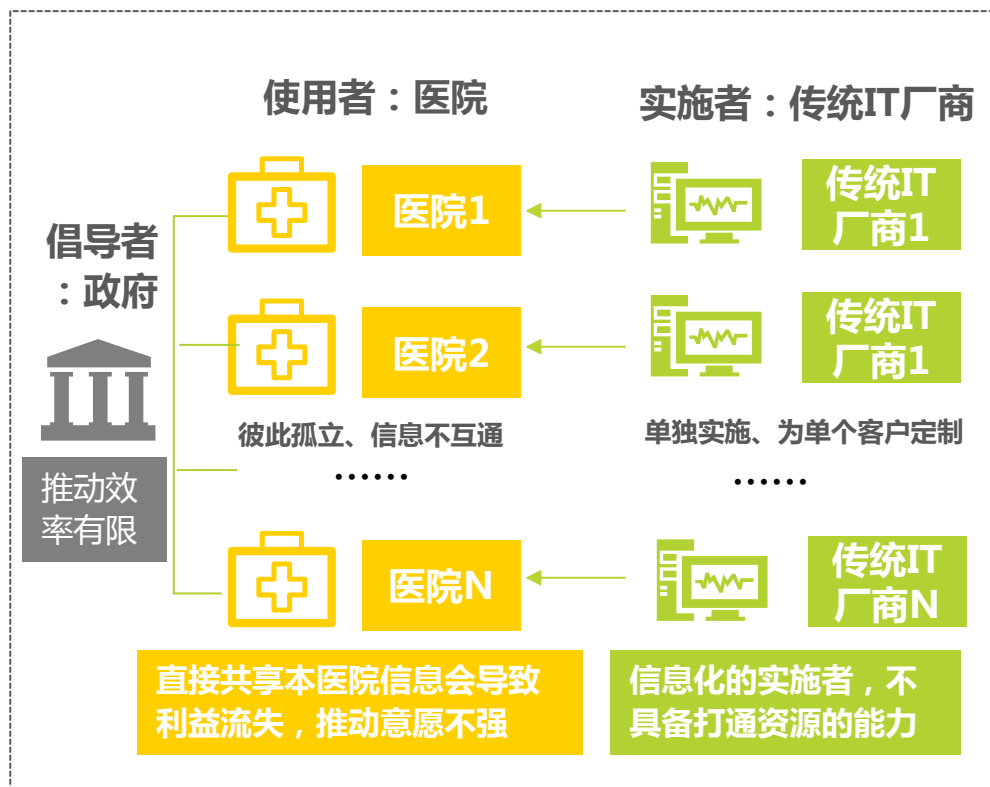 使用者：医院
实施者：传统IT厂商
倡导者
：政府
推动效
率有限
医院1
传统IT
厂商1
医院2
传统IT
厂商1
彼此孤立、信息不互通
······
单独实施、为单个客户定制
······
医院N
传统IT
厂商N
直接共享本医院信息会导致
利益流失，推动意愿不强
信息化的实施者，不
具备打通资源的能力